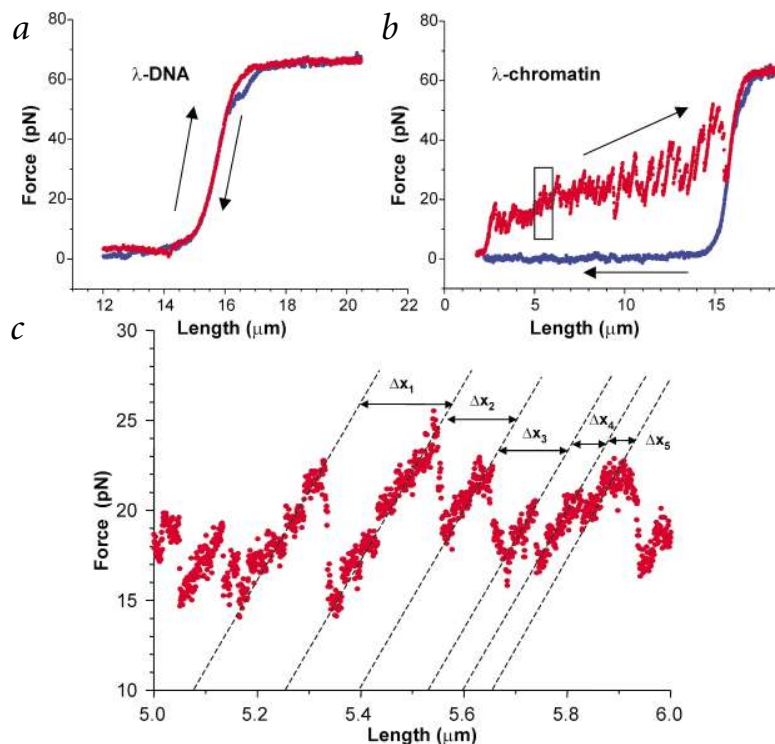 a
λ-DNA
Force (pN)
80
60
40
20
0
12
14
16
18
20
22
Length (μm)
b
λ-chromatin
Force (pN)
80
60
40
20
0
0
5
10
15
Length (μm)
c
Force (pN)
30
25
20
15
10
Δx1
Δx2
Δx3
Δx4
Δx5
5.0
5.2
5.4
5.6
5.8
6.0
Length (μm)